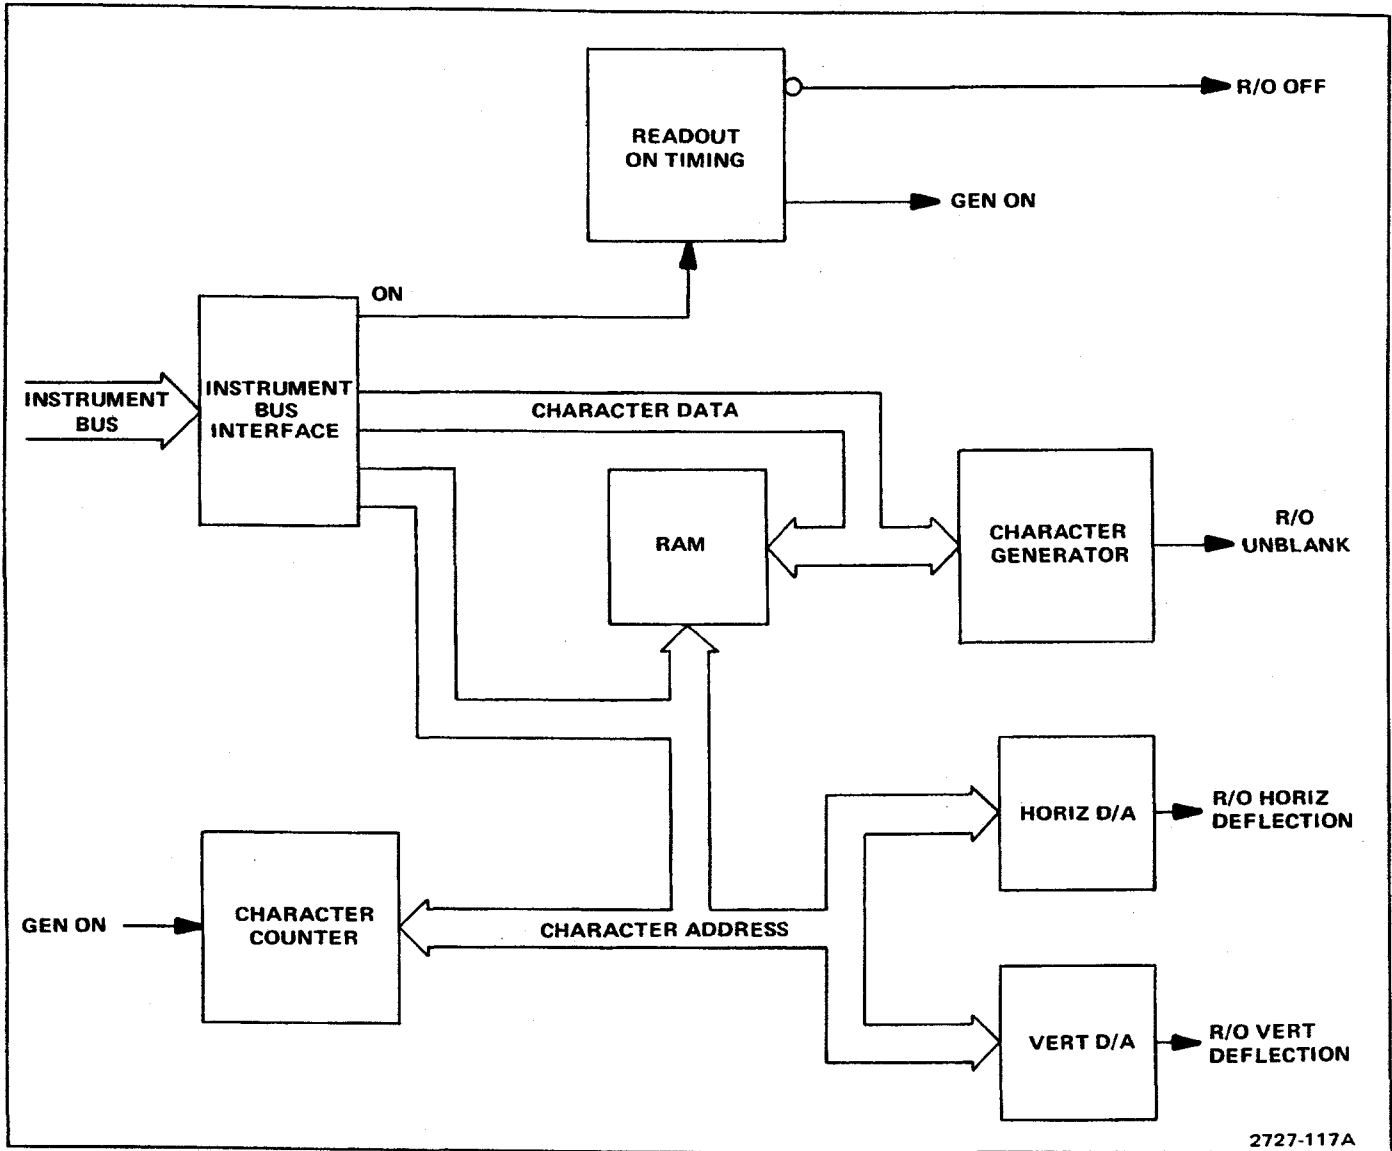 READOUT
ON TIMING
R/O OFF
GEN ON
ON
INSTRUMENT
BUS
INSTRUMENT
BUS
INTERFACE
CHARACTER DATA
RAM
CHARACTER
GENERATOR
R/O
UNBLANK
HORIZ D/A
R/O HORIZ
DEFLECTION
GEN ON
CHARACTER
COUNTER
CHARACTER ADDRESS
VERT D/A
R/O VERT
DEFLECTION
2727-117A